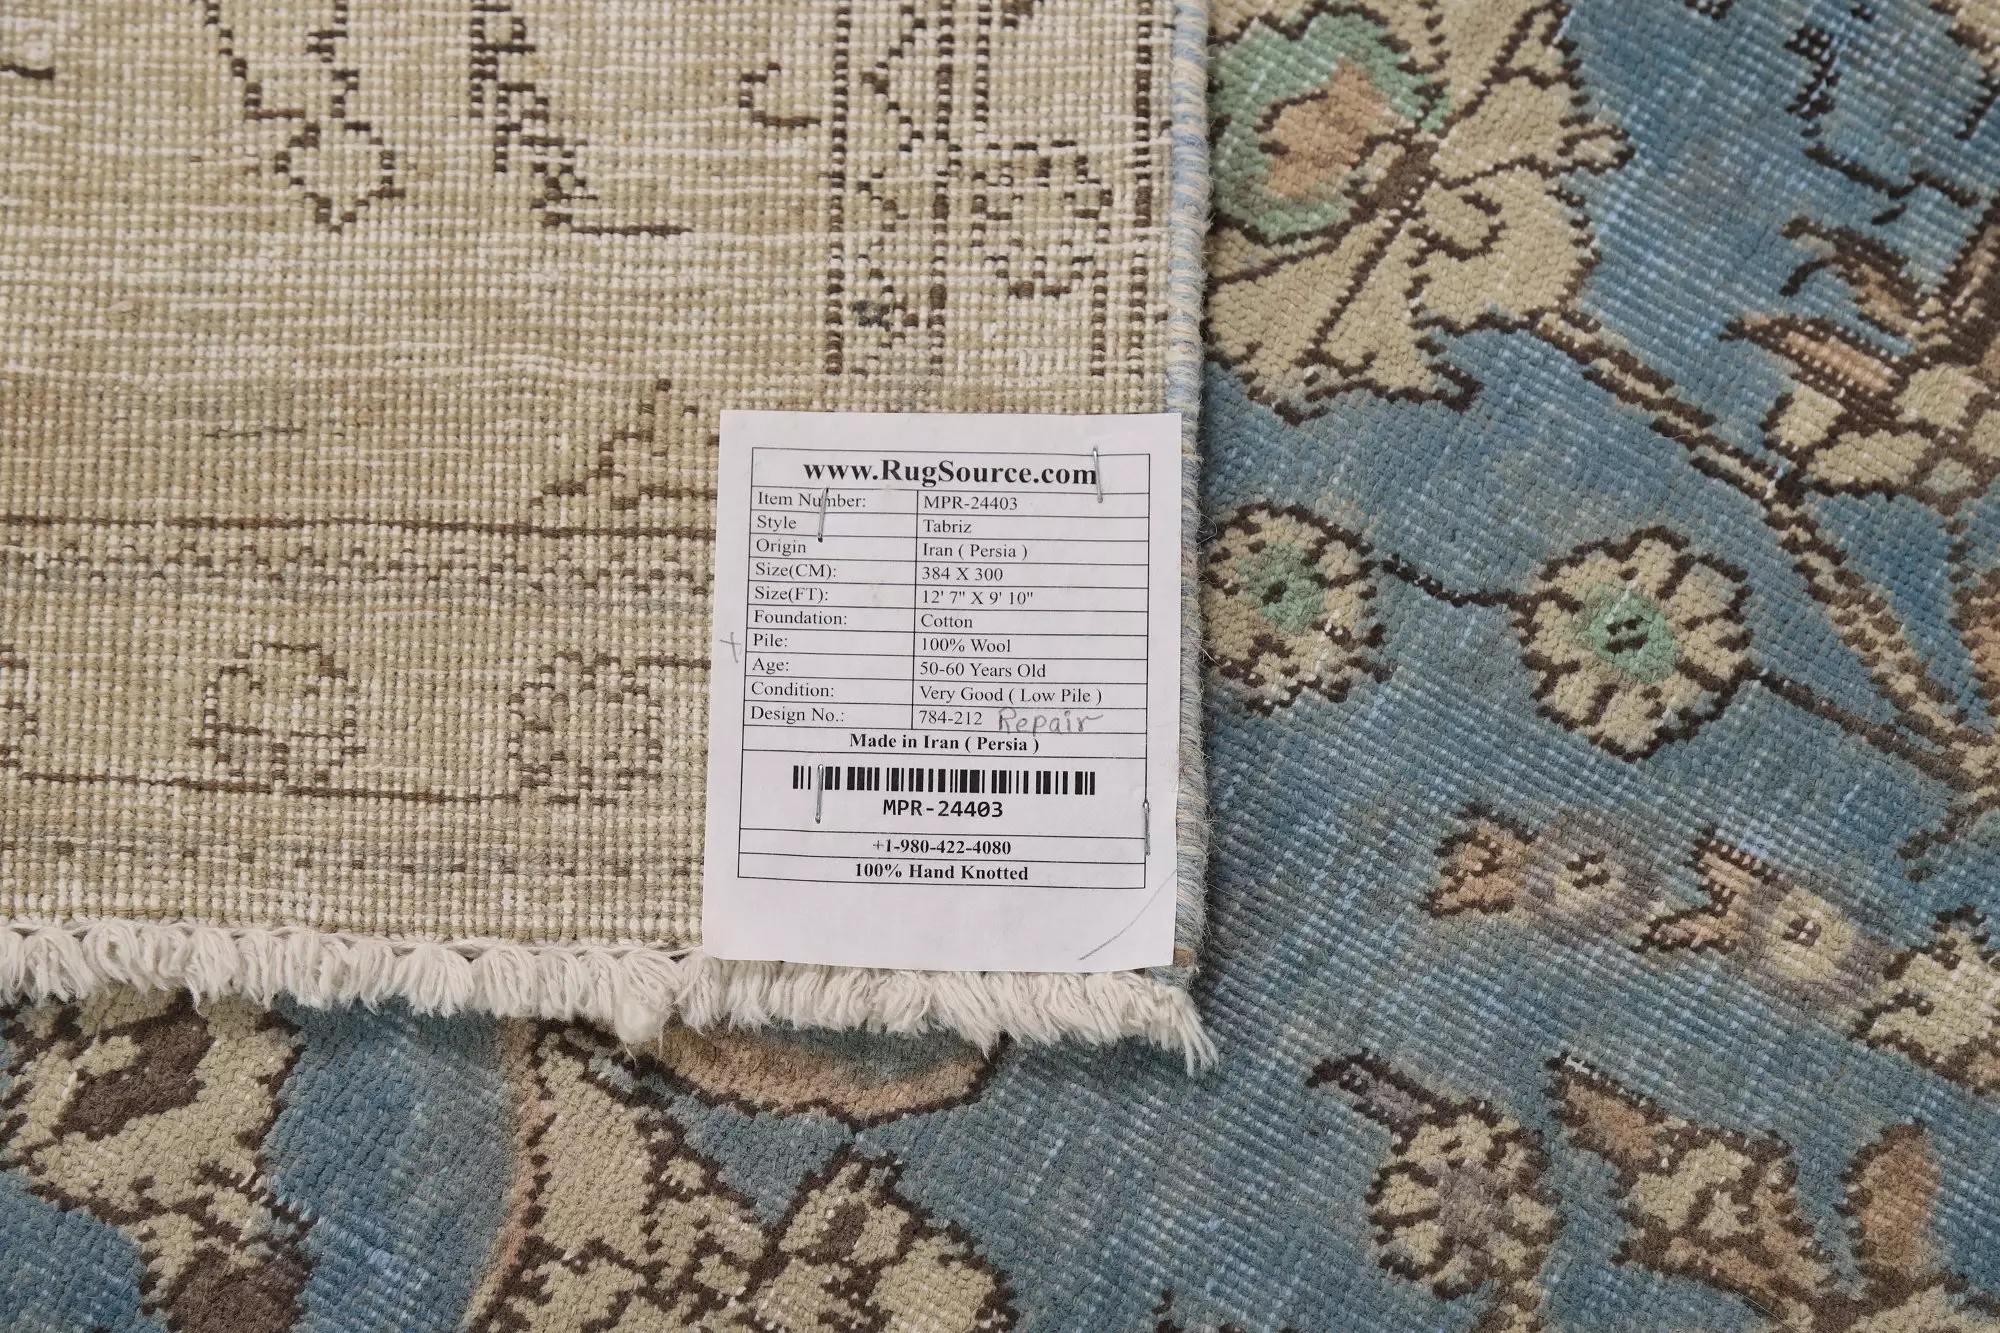 www.RugSource.com
Item Number: MPR-24403
Style Tabriz
Origin Iran ( Persia )
Size(CM): 384 X 300
Size(FT): 12' 7" X 9' 10"
Foundation: Cotton
Pile: 100% Wool
Age: 50-60 Years Old
Condition: Very Good ( Low Pile )
Design No.: 784-212 Repair
Made in Iran ( Persia )
MPR-24403
+1-980-422-4080
100% Hand Knotted